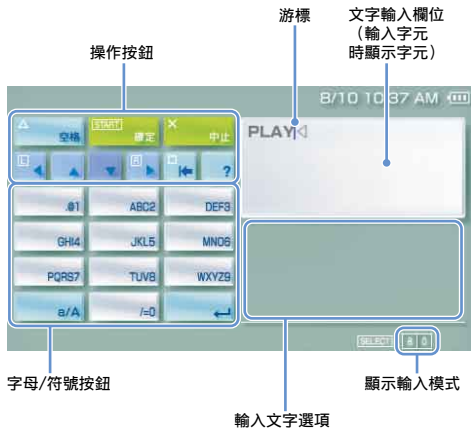 游標
文字輸入欄位
（輸入字元
時顯示字元）
操作按鈕
8/10 10:37 AM
△ 空格
START 確定
× 中止
PLAY
L
R
□
?
.@1
ABC2
DEF3
GHI4
JKL5
MNO6
PQRS7
TUV8
WXYZ9
a/A
/=0
SELECT
字母/符號按鈕
顯示輸入模式
輸入文字選項